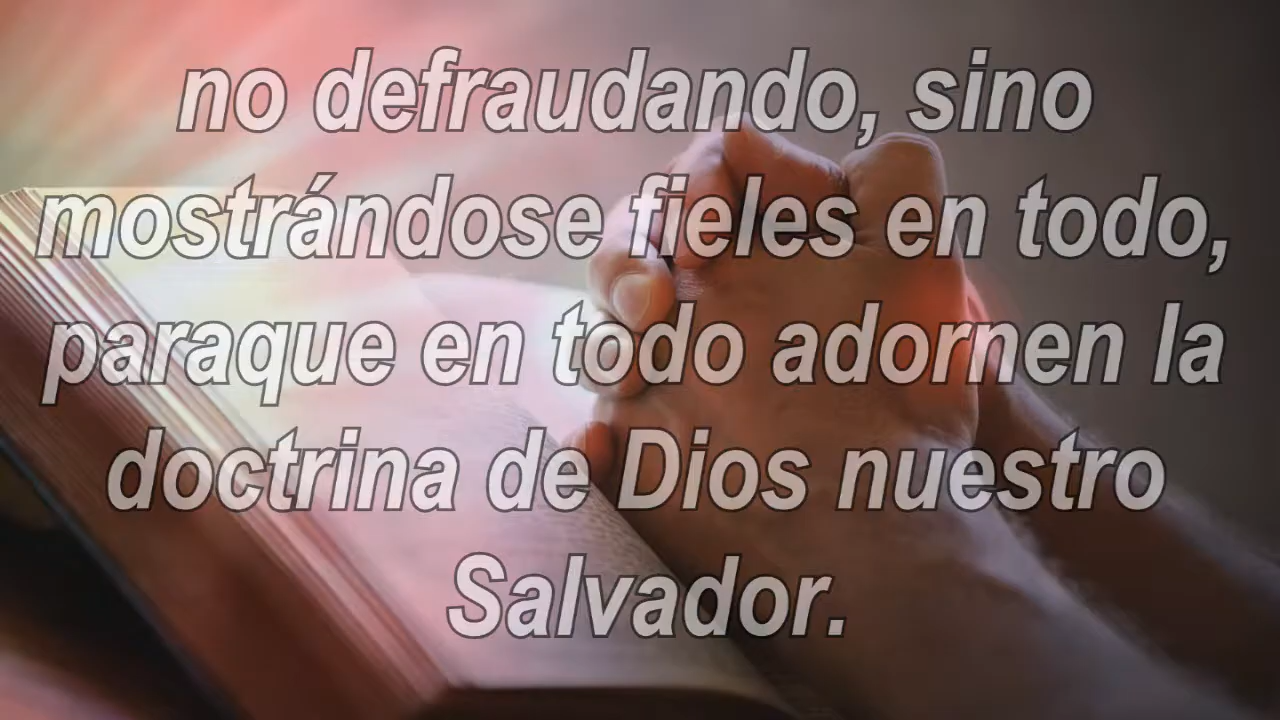 no defraudando, sino
mostrándose fieles en todo,
paraque en todo adornen la
doctrina de Dios nuestro
Salvador.